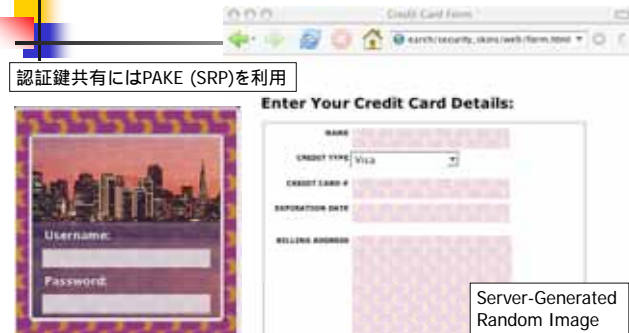 Credit Card Form
認証鍵共有にはPAKE (SRP)を利用
Enter Your Credit Card Details:
NAME
CREDIT TYPE Visa
CREDIT CARD #
EXPIRATION DATE
BILLING ADDRESS
Username:
Password:
Server-Generated
Random Image